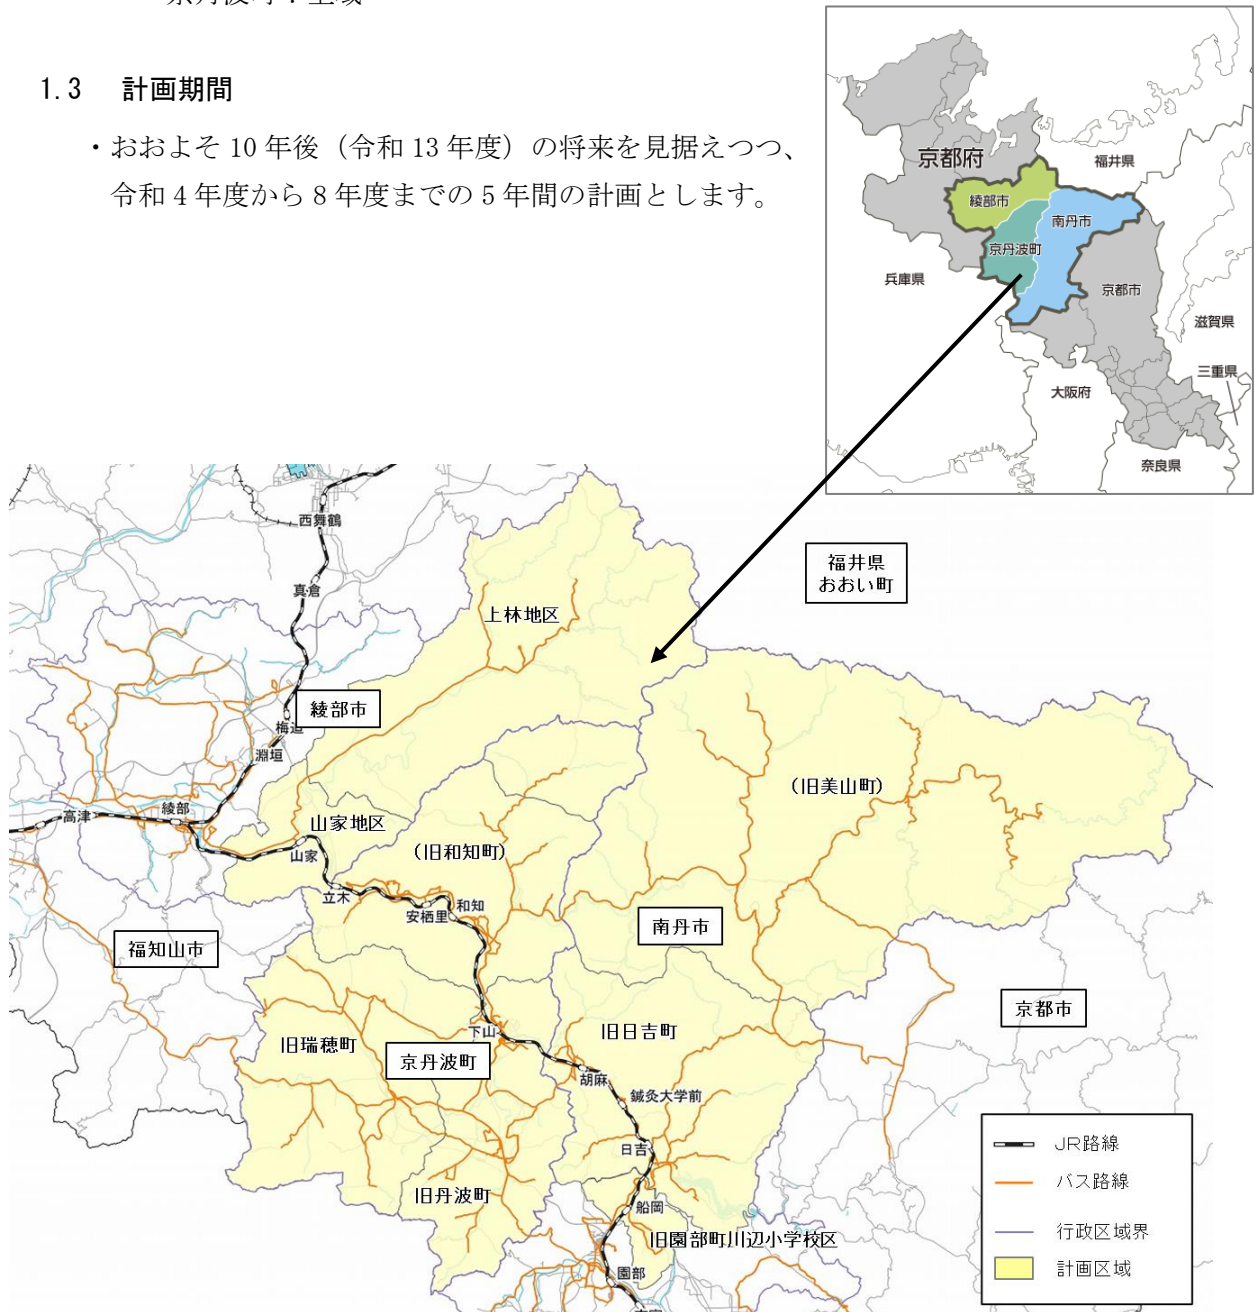 1.3 計画期間
・おおよそ 10 年後（令和 13 年度）の将来を見据えつつ、
令和 4 年度から 8 年度までの 5 年間の計画とします。
京都府
福井県
綾部市
南丹市
京丹波町
兵庫県
京都市
滋賀県
三重県
大阪府
奈良県
西舞鶴
福井県
おおい町
真倉
上林地区
綾部市
梅迫
淵垣
(旧美山町)
綾部
高津
山家地区
山家
(旧和知町)
立木
安栖里
和知
南丹市
福知山市
京都市
下山
旧日吉町
旧瑞穂町
京丹波町
胡麻
鍼灸大学前
日吉
旧丹波町
船岡
旧園部町川辺小学校区
園部
JR路線
バス路線
行政区域界
計画区域